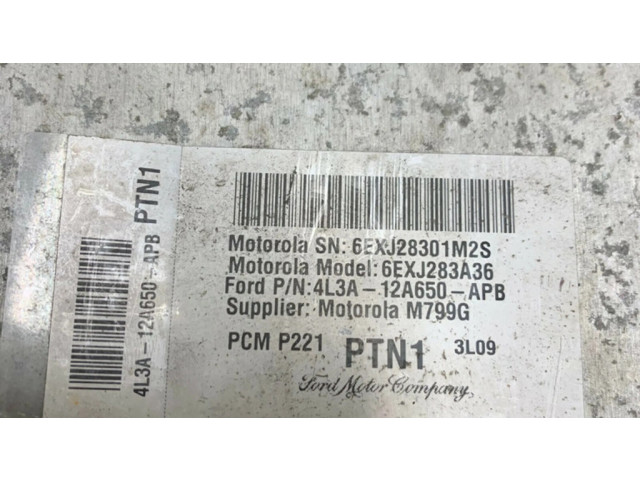 4L3A-12A650-APB PTN1
Motorola SN: 6EXJ28301M2S
Motorola Model: 6EXJ283A36
Ford P/N: 4L3A-12A650-APB
Supplier: Motorola M799G
PCM P221 PTN1 3L09
Ford Motor Company